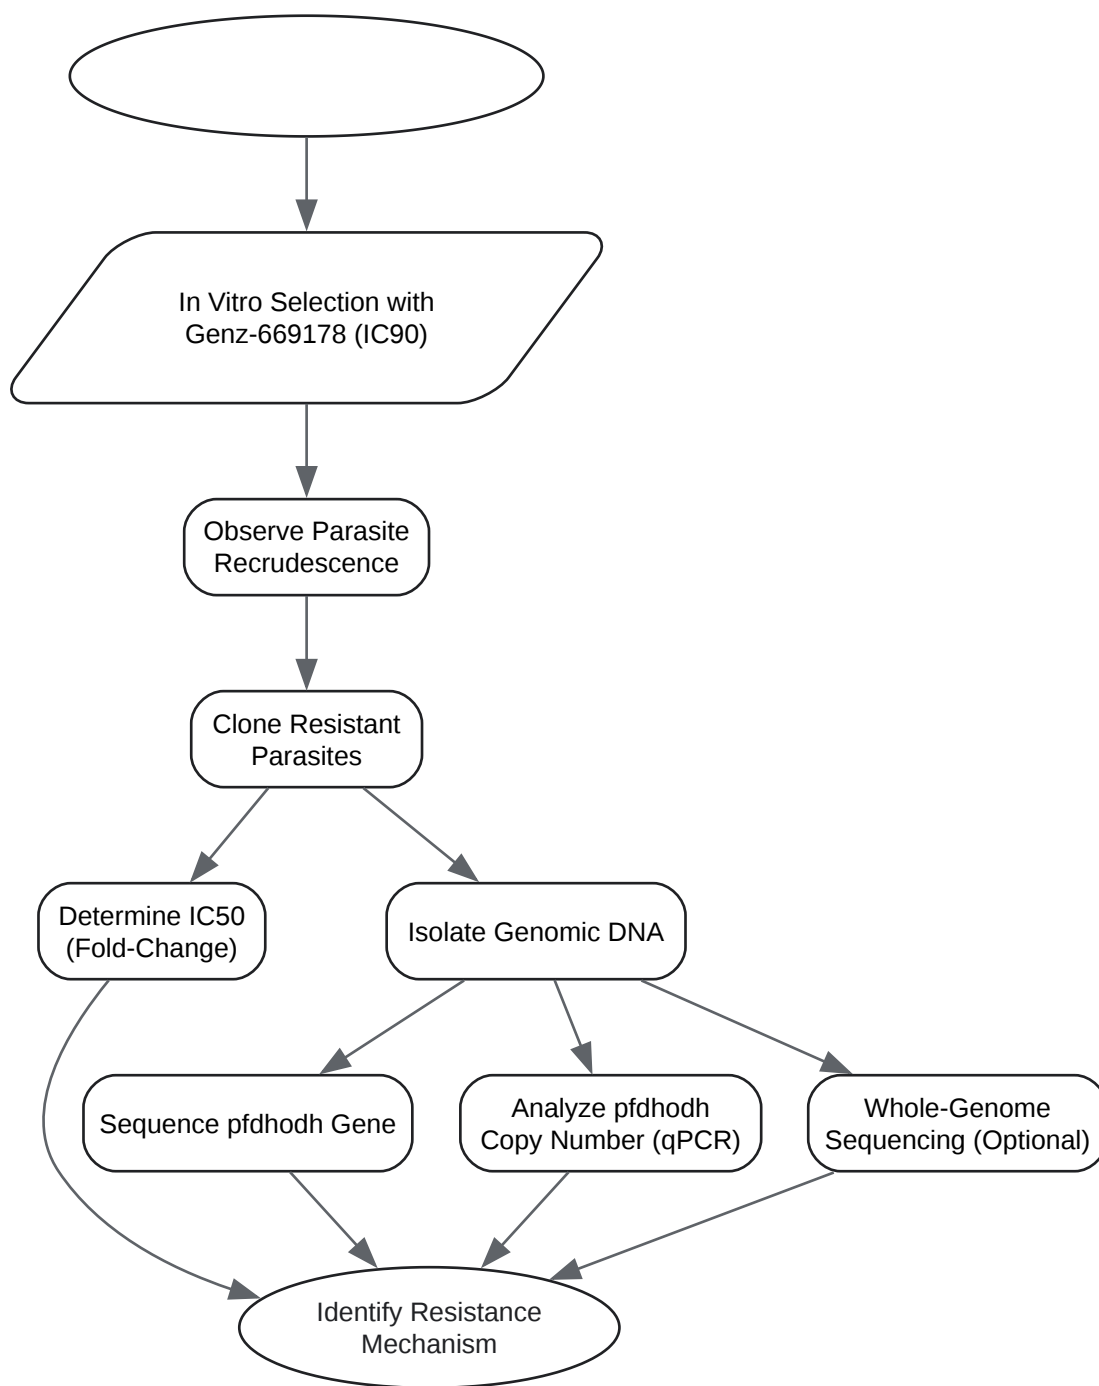 In Vitro Selection with
Genz-669178 (IC90)
Observe Parasite
Recrudescence
Clone Resistant
Parasites
Determine IC50
(Fold-Change)
Isolate Genomic DNA
Sequence pfdhodh Gene
Analyze pfdhodh
Copy Number (qPCR)
Whole-Genome
Sequencing (Optional)
Identify Resistance
Mechanism